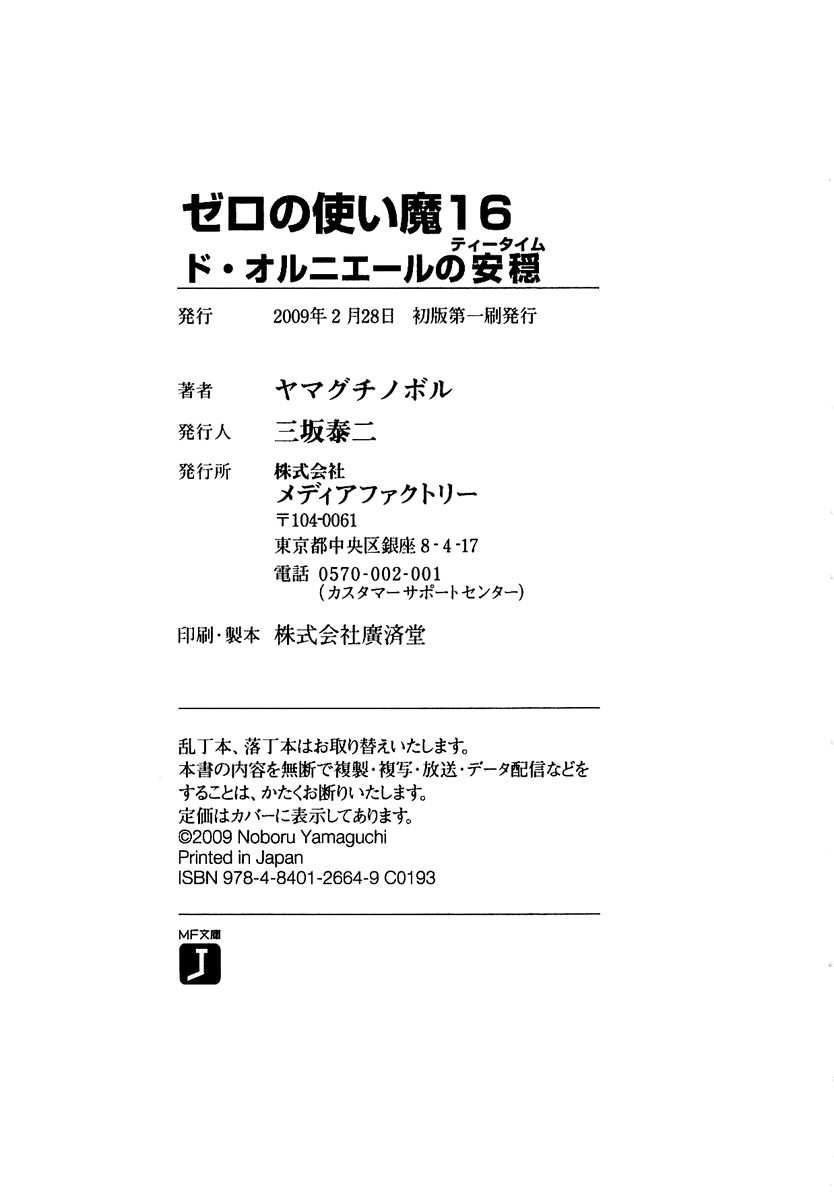 ゼロの使い魔16
ティータイム
ド・オルニエールの安穏
発行 2009年2月28日 初版第一刷発行
著者 ヤマグチノボル
発行人 三坂泰二
発行所 株式会社
メディアファクトリー
〒104-0061
東京都中央区銀座8-4-17
電話 0570-002-001
(カスタマーサポートセンター)
印刷・製本 株式会社廣済堂
乱丁本、落丁本はお取り替えいたします。
本書の内容を無断で複製・複写・放送・データ配信などを
することは、かたくお断りいたします。
定価はカバーに表示してあります。
©2009 Noboru Yamaguchi
Printed in Japan
ISBN 978-4-8401-2664-9 C0193
MF文庫
J